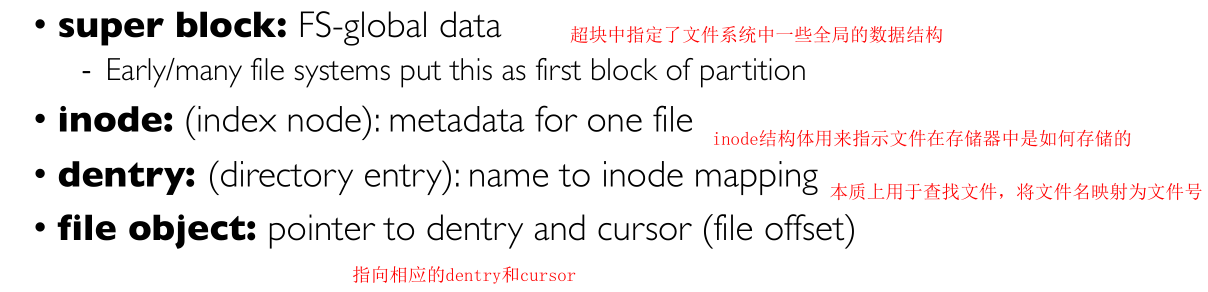 • super block: FS-global data 超块中指定了文件系统中一些全局的数据结构
- Early/many file systems put this as first block of partition
• inode: (index node): metadata for one file inode结构体用来指示文件在存储器中是如何存储的
• dentry: (directory entry): name to inode mapping 本质上用于查找文件，将文件名映射为文件号
• file object: pointer to dentry and cursor (file offset)
指向相应的dentry和cursor